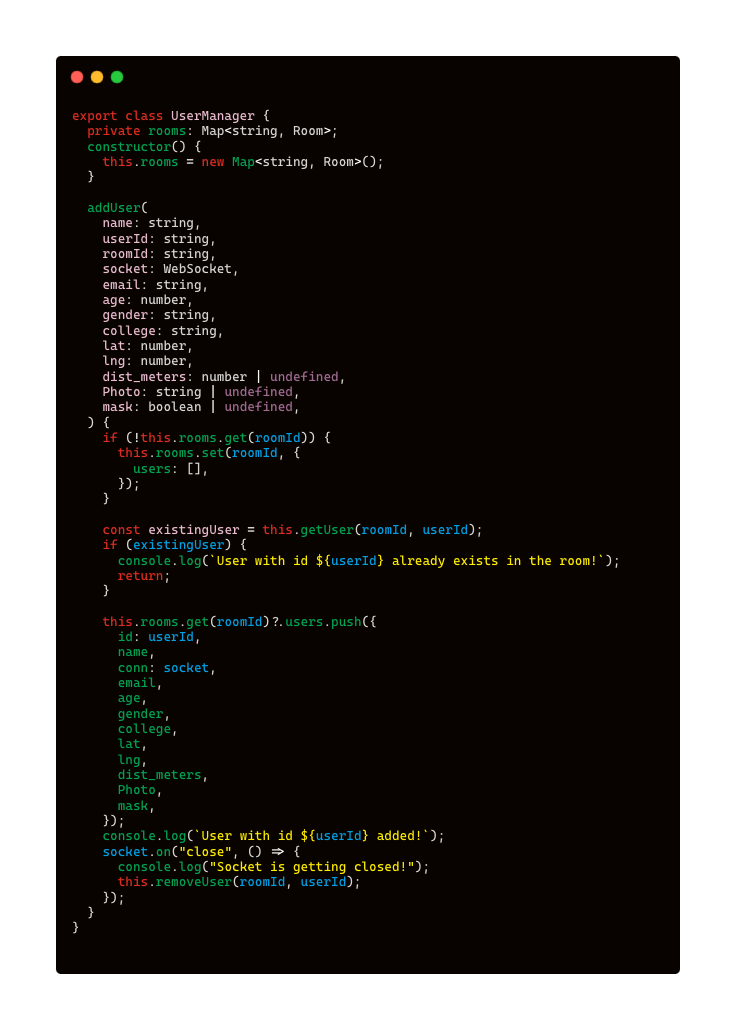 export class UserManager {
  private rooms: Map<string, Room>;
  constructor() {
    this.rooms = new Map<string, Room>();
  }

  addUser(
    name: string,
    userId: string,
    roomId: string,
    socket: WebSocket,
    email: string,
    age: number,
    gender: string,
    college: string,
    lat: number,
    lng: number,
    dist_meters: number | undefined,
    Photo: string | undefined,
    mask: boolean | undefined,
  ) {
    if (!this.rooms.get(roomId)) {
      this.rooms.set(roomId, {
        users: [],
      });
    }

    const existingUser = this.getUser(roomId, userId);
    if (existingUser) {
      console.log(`User with id ${userId} already exists in the room!`);
      return;
    }

    this.rooms.get(roomId)?.users.push({
      id: userId,
      name,
      conn: socket,
      email,
      age,
      gender,
      college,
      lat,
      lng,
      dist_meters,
      Photo,
      mask,
    });
    console.log(`User with id ${userId} added!`);
    socket.on("close", () => {
      console.log("Socket is getting closed!");
      this.removeUser(roomId, userId);
    });
  }
}